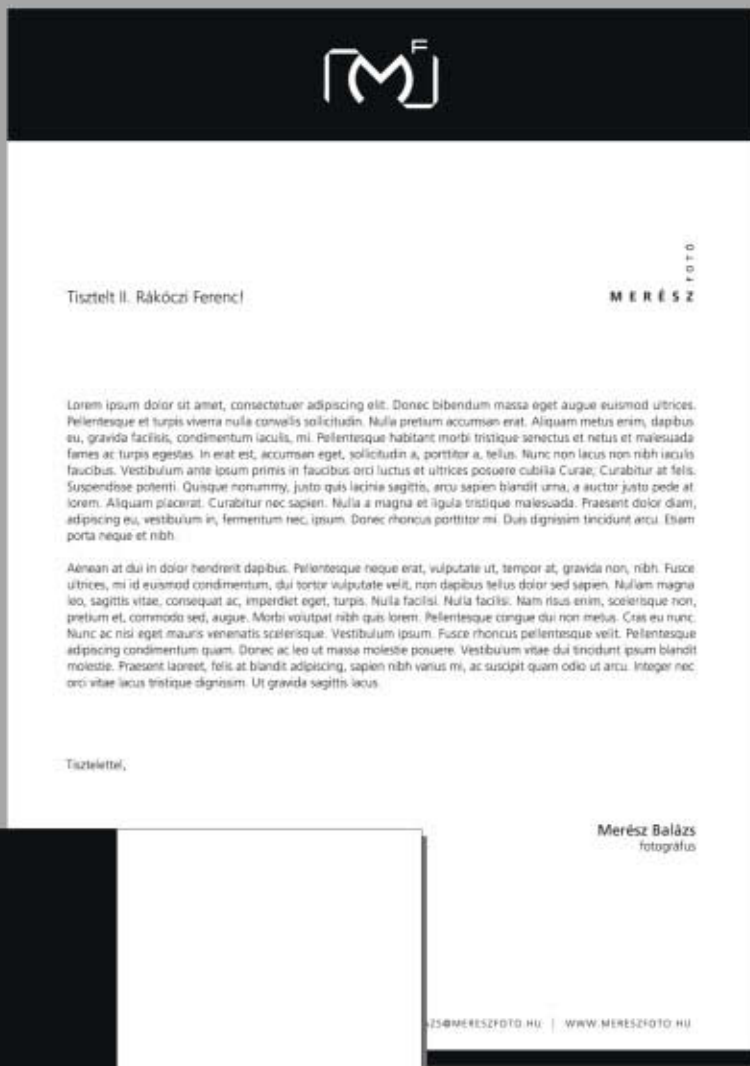 MF
Tisztelt II. Rákóczi Ferenc!
FOTÓ
MERÉSZ
Lorem ipsum dolor sit amet, consectetuer adipiscing elit. Donec bibendum massa eget augue euismod ultrices.
Pellentesque et turpis viverra nulla convallis sollicitudin. Nulla pretium accumsan erat. Aliquam metus enim, dapibus
eu, gravida facilisis, condimentum iaculis, mi. Pellentesque habitant morbi tristique senectus et netus et malesuada
fames ac turpis egestas. In erat est, accumsan eget, sollicitudin a, porttitor a, tellus. Nunc non lacus non nibh iaculis
faucibus. Vestibulum ante ipsum primis in faucibus orci luctus et ultrices posuere cubilia Curae; Curabitur at felis.
Suspendisse potenti. Quisque nonummy, justo quis lacinia sagittis, arcu sapien blandit urna, a auctor justo pede at
lorem. Aliquam placerat. Curabitur nec sapien. Nulla a magna et ligula tristique malesuada. Praesent dolor diam,
adipiscing eu, vestibulum in, fermentum nec, ipsum. Donec rhoncus porttitor mi. Duis dignissim tincidunt arcu. Etiam
porta neque et nibh.
Aenean at dui in dolor hendrerit dapibus. Pellentesque neque erat, vulputate ut, tempor at, gravida non, nibh. Fusce
ultrices, mi id euismod condimentum, dui tortor vulputate velit, non dapibus tellus dolor sed sapien. Nullam magna
leo, sagittis vitae, consequat ac, imperdiet eget, turpis. Nulla facilisi. Nulla facilisi. Nam risus enim, scelerisque non,
pretium et, commodo sed, augue. Morbi volutpat nibh quis lorem. Pellentesque congue dui non metus. Cras eu nunc.
Nunc ac nisi eget mauris venenatis scelerisque. Vestibulum ipsum. Fusce rhoncus pellentesque velit. Pellentesque
adipiscing condimentum quam. Donec ac leo ut massa molestie posuere. Vestibulum vitae dui tincidunt ipsum blandit
molestie. Praesent laoreet, felis at blandit adipiscing, sapien nibh varius mi, ac suscipit quam odio ut arcu. Integer nec
orci vitae lacus tristique dignissim. Ut gravida sagittis lacus.
Tisztelettel,
Merész Balázs
fotográfus
ZS@MERESZFOTO.HU | WWW.MERESZFOTO.HU